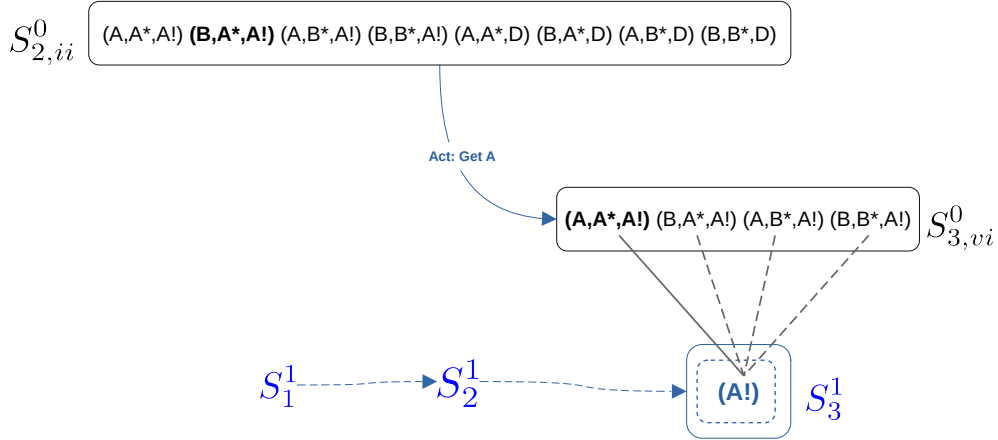 S^0_{2,ii}
(A,A*,A!) (B,A*,A!) (A,B*,A!) (B,B*,A!) (A,A*,D) (B,A*,D) (A,B*,D) (B,B*,D)
Act: Get A
(A,A*,A!) (B,A*,A!) (A,B*,A!) (B,B*,A!)
S^0_{3,vi}
S^1_1
S^1_2
(A!)
S^1_3